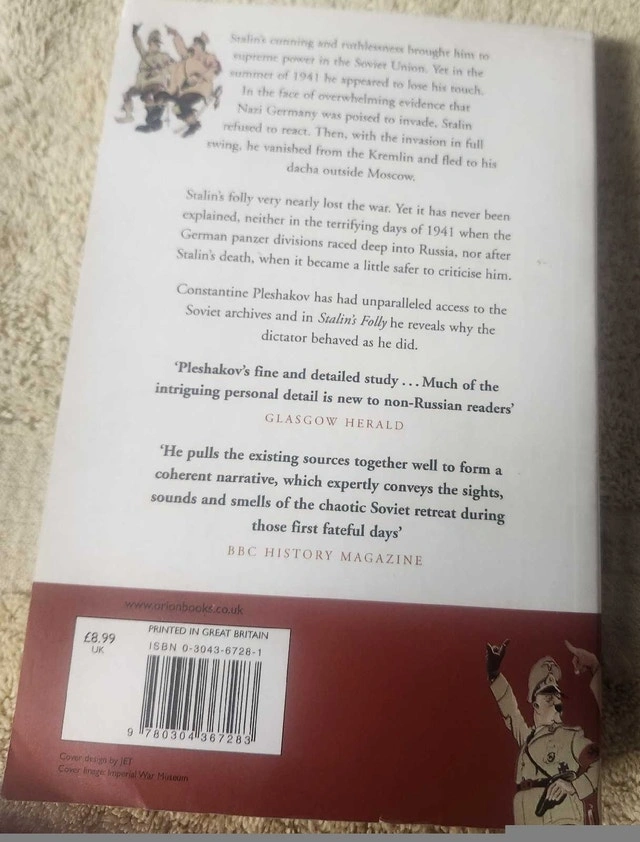 Stalin's cunning and ruthlessness brought him to
supreme power in the Soviet Union. Yet in the
summer of 1941 he appeared to lose his touch.
In the face of overwhelming evidence that
Nazi Germany was poised to invade, Stalin
refused to react. Then, with the invasion in full
swing, he vanished from the Kremlin and fled to his
dacha outside Moscow.
Stalin's folly very nearly lost the war. Yet it has never been
explained, neither in the terrifying days of 1941 when the
German panzer divisions raced deep into Russia, nor after
Stalin's death, when it became a little safer to criticise him.
Constantine Pleshakov has had unparalleled access to the
Soviet archives and in Stalin's Folly he reveals why the
dictator behaved as he did.
'Pleshakov's fine and detailed study ... Much of the
intriguing personal detail is new to non-Russian readers'
GLASGOW HERALD
'He pulls the existing sources together well to form a
coherent narrative, which expertly conveys the sights,
sounds and smells of the chaotic Soviet retreat during
those first fateful days'
BBC HISTORY MAGAZINE
www.orionbooks.co.uk
£8.99
UK
PRINTED IN GREAT BRITAIN
ISBN 0-3043-6728-1
9 780304 367283
Cover design by JET
Cover image: Imperial War Museum